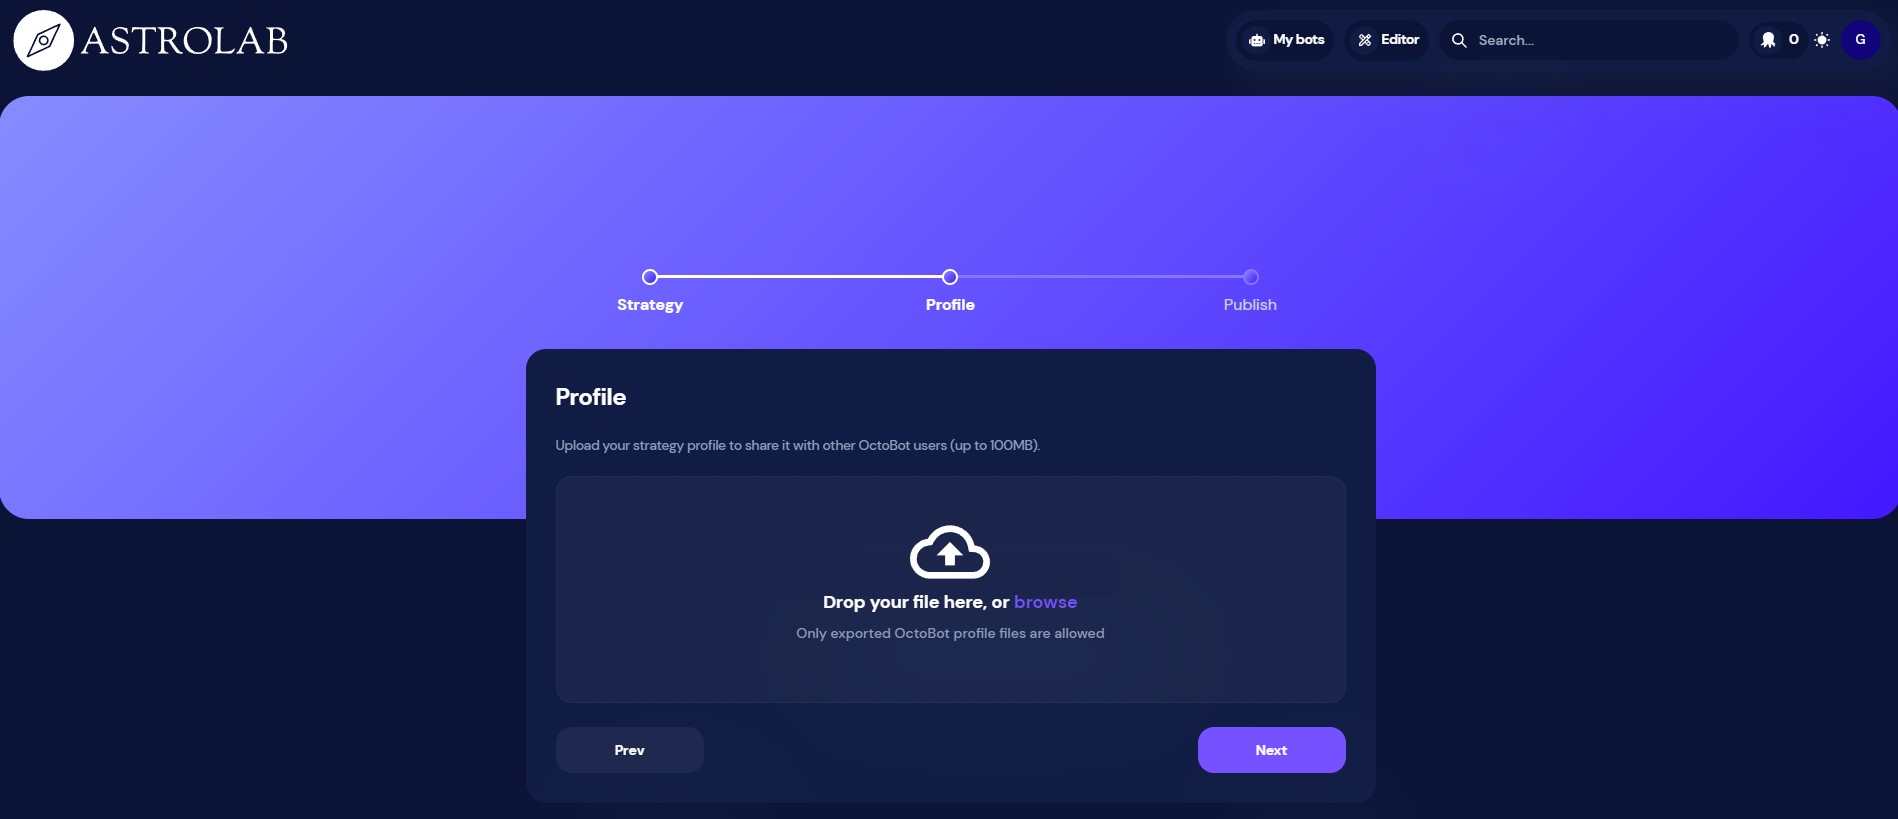 ASTROLAB
My bots
Editor
Search...
0
G
Strategy
Profile
Publish
Profile
Upload your strategy profile to share it with other OctoBot users (up to 100MB).
Drop your file here, or browse
Only exported OctoBot profile files are allowed
Prev
Next